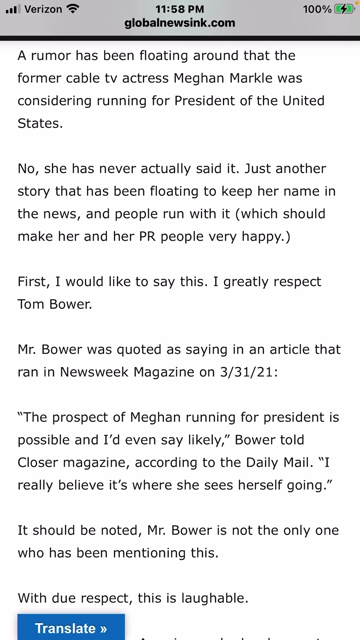 Verizon 11:58 PM 100%
globalnewsink.com
A rumor has been floating around that the
former cable tv actress Meghan Markle was
considering running for President of the United
States.
No, she has never actually said it. Just another
story that has been floating to keep her name in
the news, and people run with it (which should
make her and her PR people very happy.)
First, I would like to say this. I greatly respect
Tom Bower.
Mr. Bower was quoted as saying in an article that
ran in Newsweek Magazine on 3/31/21:
“The prospect of Meghan running for president is
possible and I’d even say likely,” Bower told
Closer magazine, according to the Daily Mail. “I
really believe it’s where she sees herself going.”
It should be noted, Mr. Bower is not the only one
who has been mentioning this.
With due respect, this is laughable.
Translate »